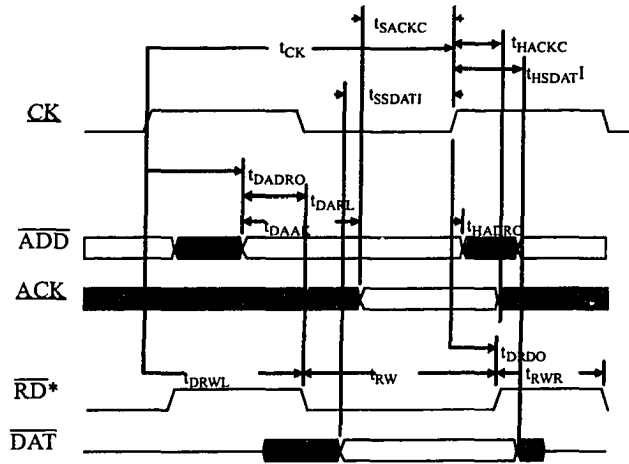 tSACKC
tCK
tHACKC
tHSDATI
tSSDATI
CK
tDADRO
tDARL
tDAAK
tHADRO
ADD
ACK
tDRDO
tDRWL
tRW
tRWR
RD*
DAT